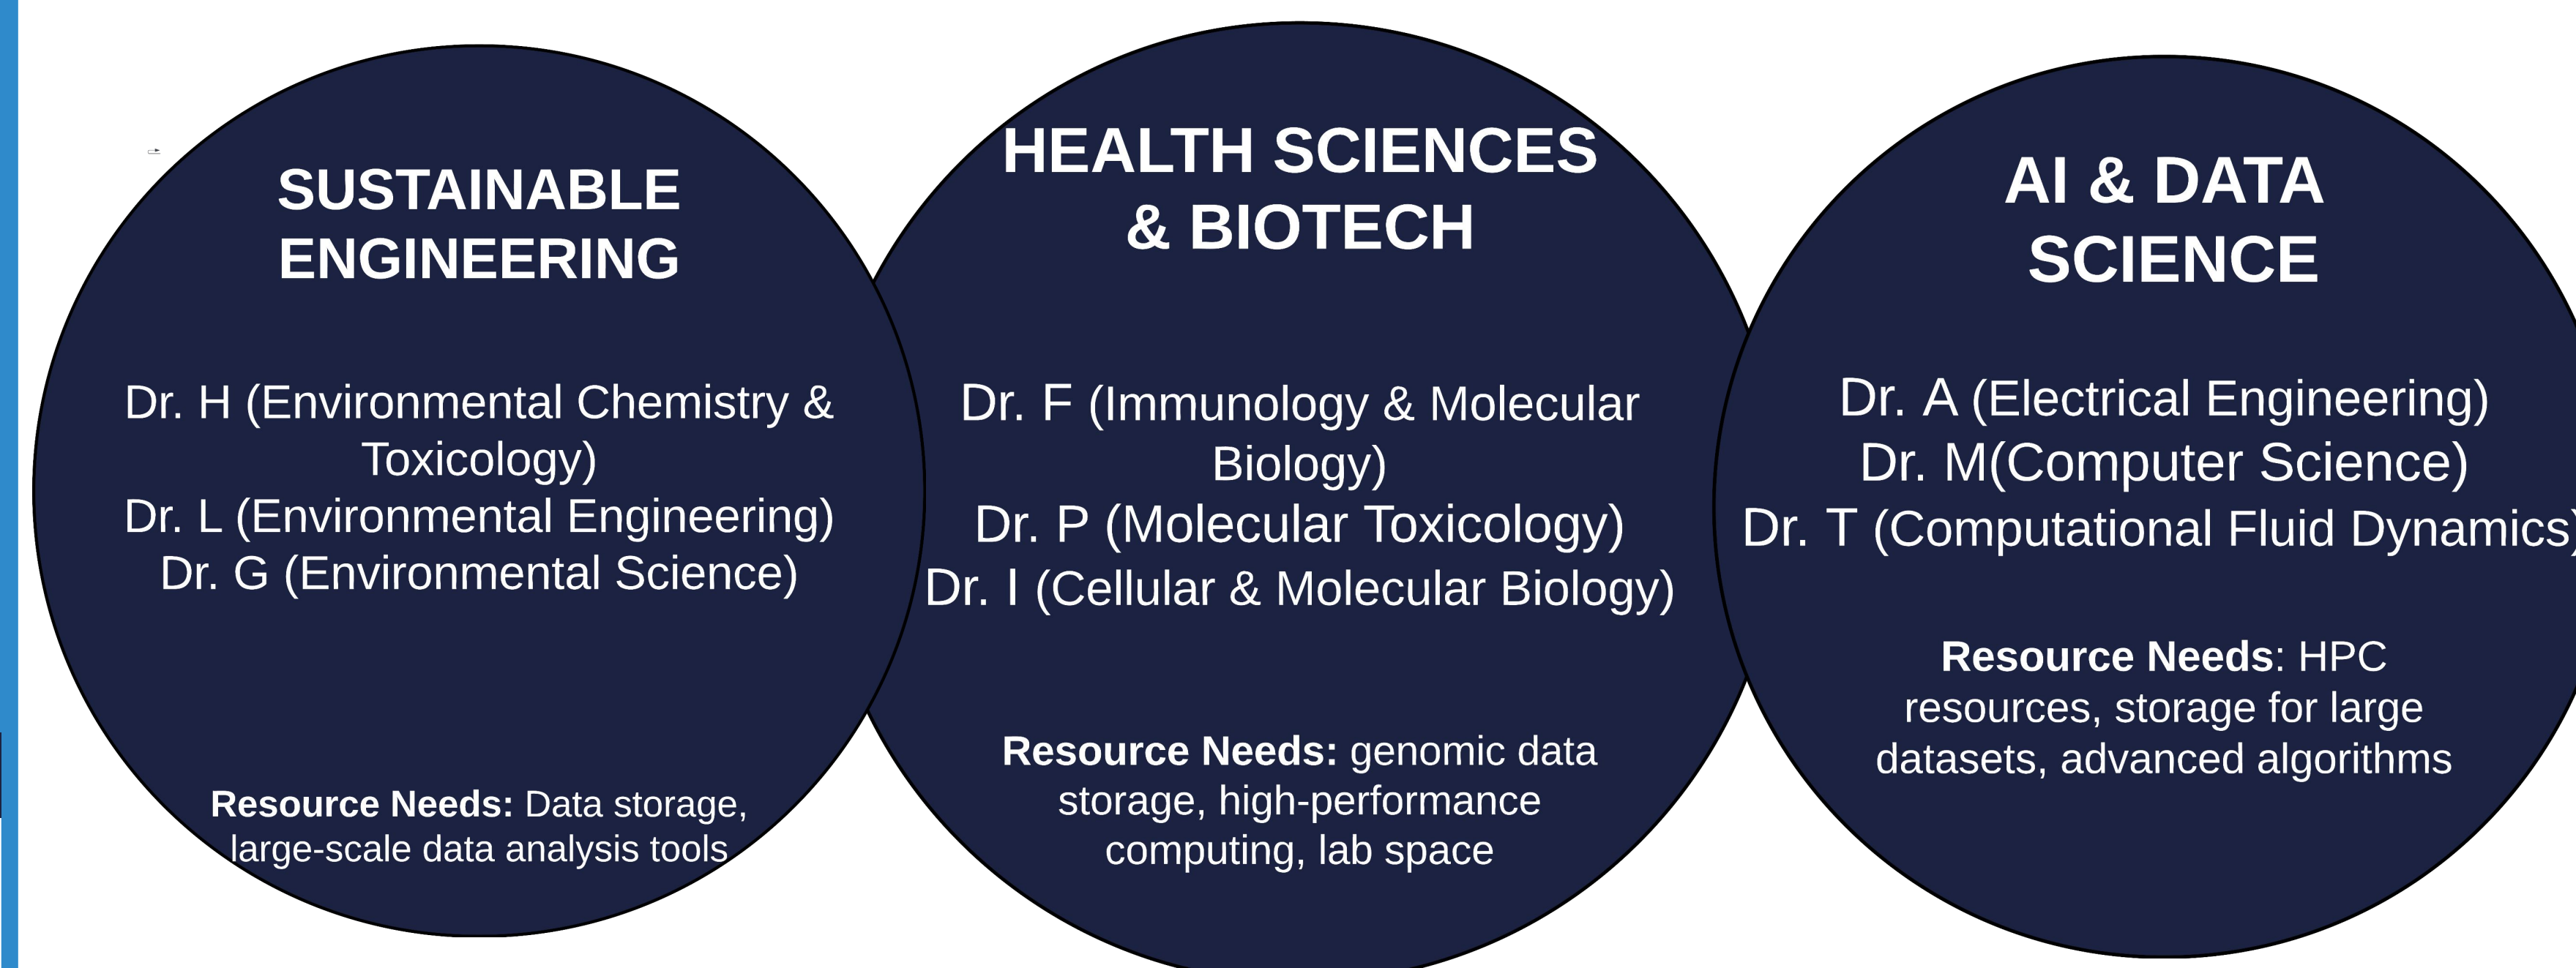 SUSTAINABLE
ENGINEERING
Dr. H (Environmental Chemistry &
Toxicology)
Dr. L (Environmental Engineering)
Dr. G (Environmental Science)
Resource Needs: Data storage,
large-scale data analysis tools
HEALTH SCIENCES
& BIOTECH
Dr. F (Immunology & Molecular
Biology)
Dr. P (Molecular Toxicology)
Dr. I (Cellular & Molecular Biology)
Resource Needs: genomic data
storage, high-performance
computing, lab space
AI & DATA
SCIENCE
Dr. A (Electrical Engineering)
Dr. M(Computer Science)
Dr. T (Computational Fluid Dynamics)
Resource Needs: HPC
resources, storage for large
datasets, advanced algorithms